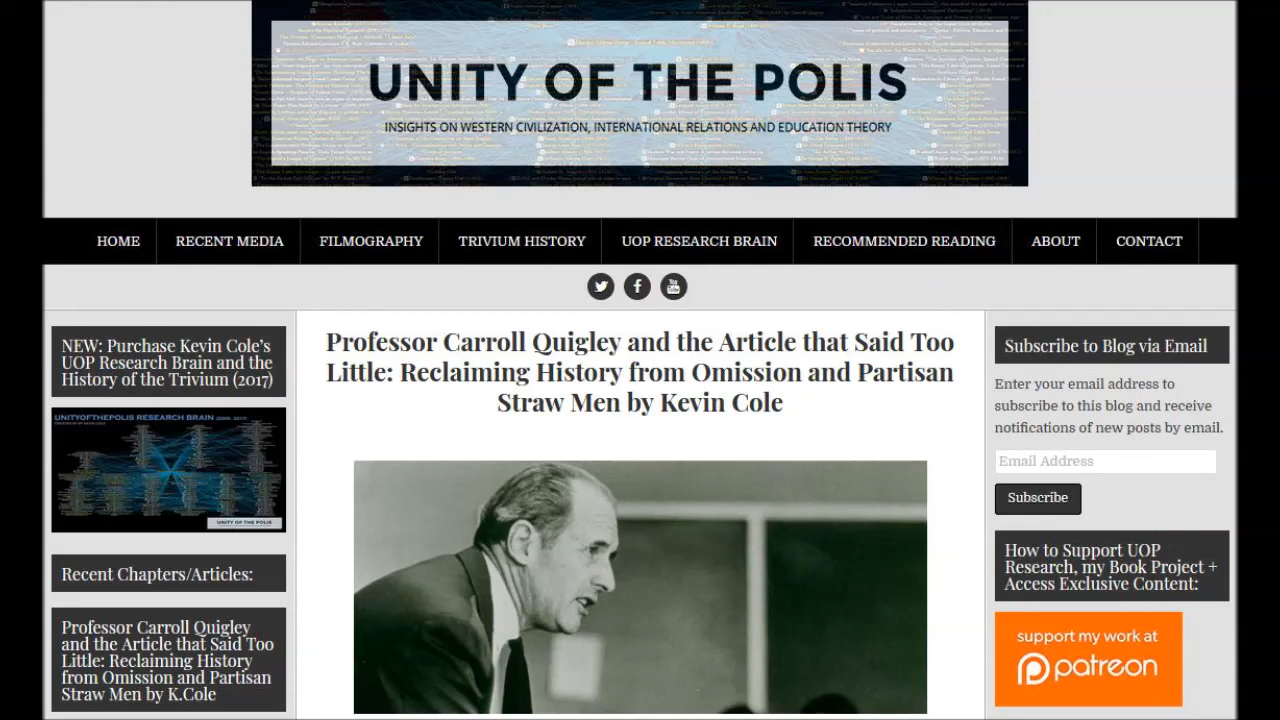 UNITY OF THE POLIS
INSIGHTS ON WESTERN CIVILIZATION, INTERNATIONAL RELATIONS AND EDUCATION THEORY
HOME RECENT MEDIA FILMOGRAPHY TRIVIUM HISTORY UOP RESEARCH BRAIN RECOMMENDED READING ABOUT CONTACT
NEW: Purchase Kevin Cole's
UOP Research Brain and the
History of the Trivium (2017)
UNITYOFTHEPOLIS RESEARCH BRAIN
UNITY OF THE POLIS
Recent Chapters/Articles:
Professor Carroll Quigley
and the Article that Said Too
Little: Reclaiming History
from Omission and Partisan
Straw Men by K.Cole
Professor Carroll Quigley and the Article that Said Too
Little: Reclaiming History from Omission and Partisan
Straw Men by Kevin Cole
Subscribe to Blog via Email
Enter your email address to
subscribe to this blog and receive
notifications of new posts by email.
Email Address
Subscribe
How to Support UOP
Research, my Book Project +
Access Exclusive Content:
support my work at
patreon